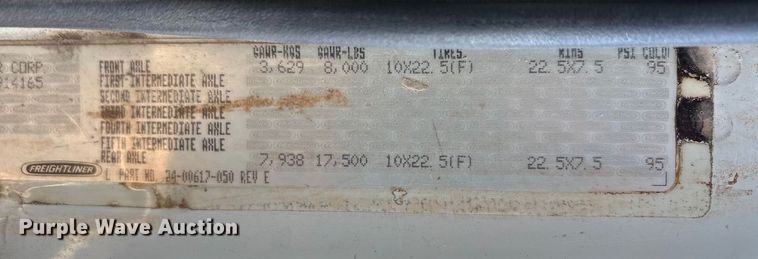 GAWR-KGS GAWR-LBS TIRES RIMS PSI COLD
R CORP FRONT AXLE 3,629 8,000 10X22.5(F) 22.5X7.5 95
914165 FIRST INTERMEDIATE AXLE
SECOND INTERMEDIATE AXLE
THIRD INTERMEDIATE AXLE
FOURTH INTERMEDIATE AXLE
FIFTH INTERMEDIATE AXLE
REAR AXLE 7,938 17,500 10X22.5(F) 22.5X7.5 95
FREIGHTLINER PART NO. 24-00617-050 REV E
Purple Wave Auction